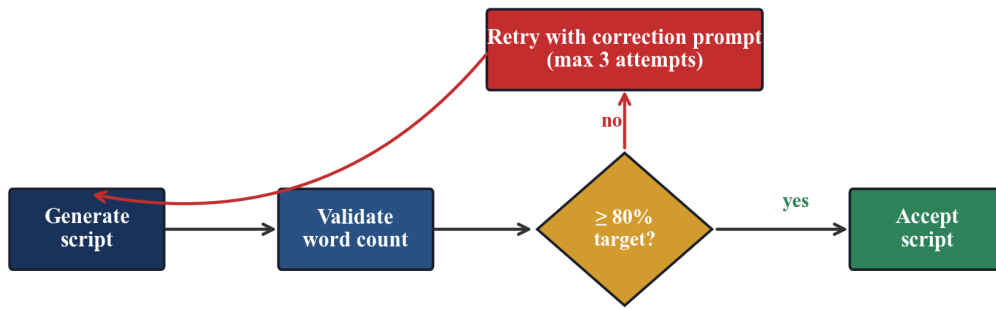 Retry with correction prompt
(max 3 attempts)
no
Generate
script
Validate
word count
≥ 80%
target?
yes
Accept
script